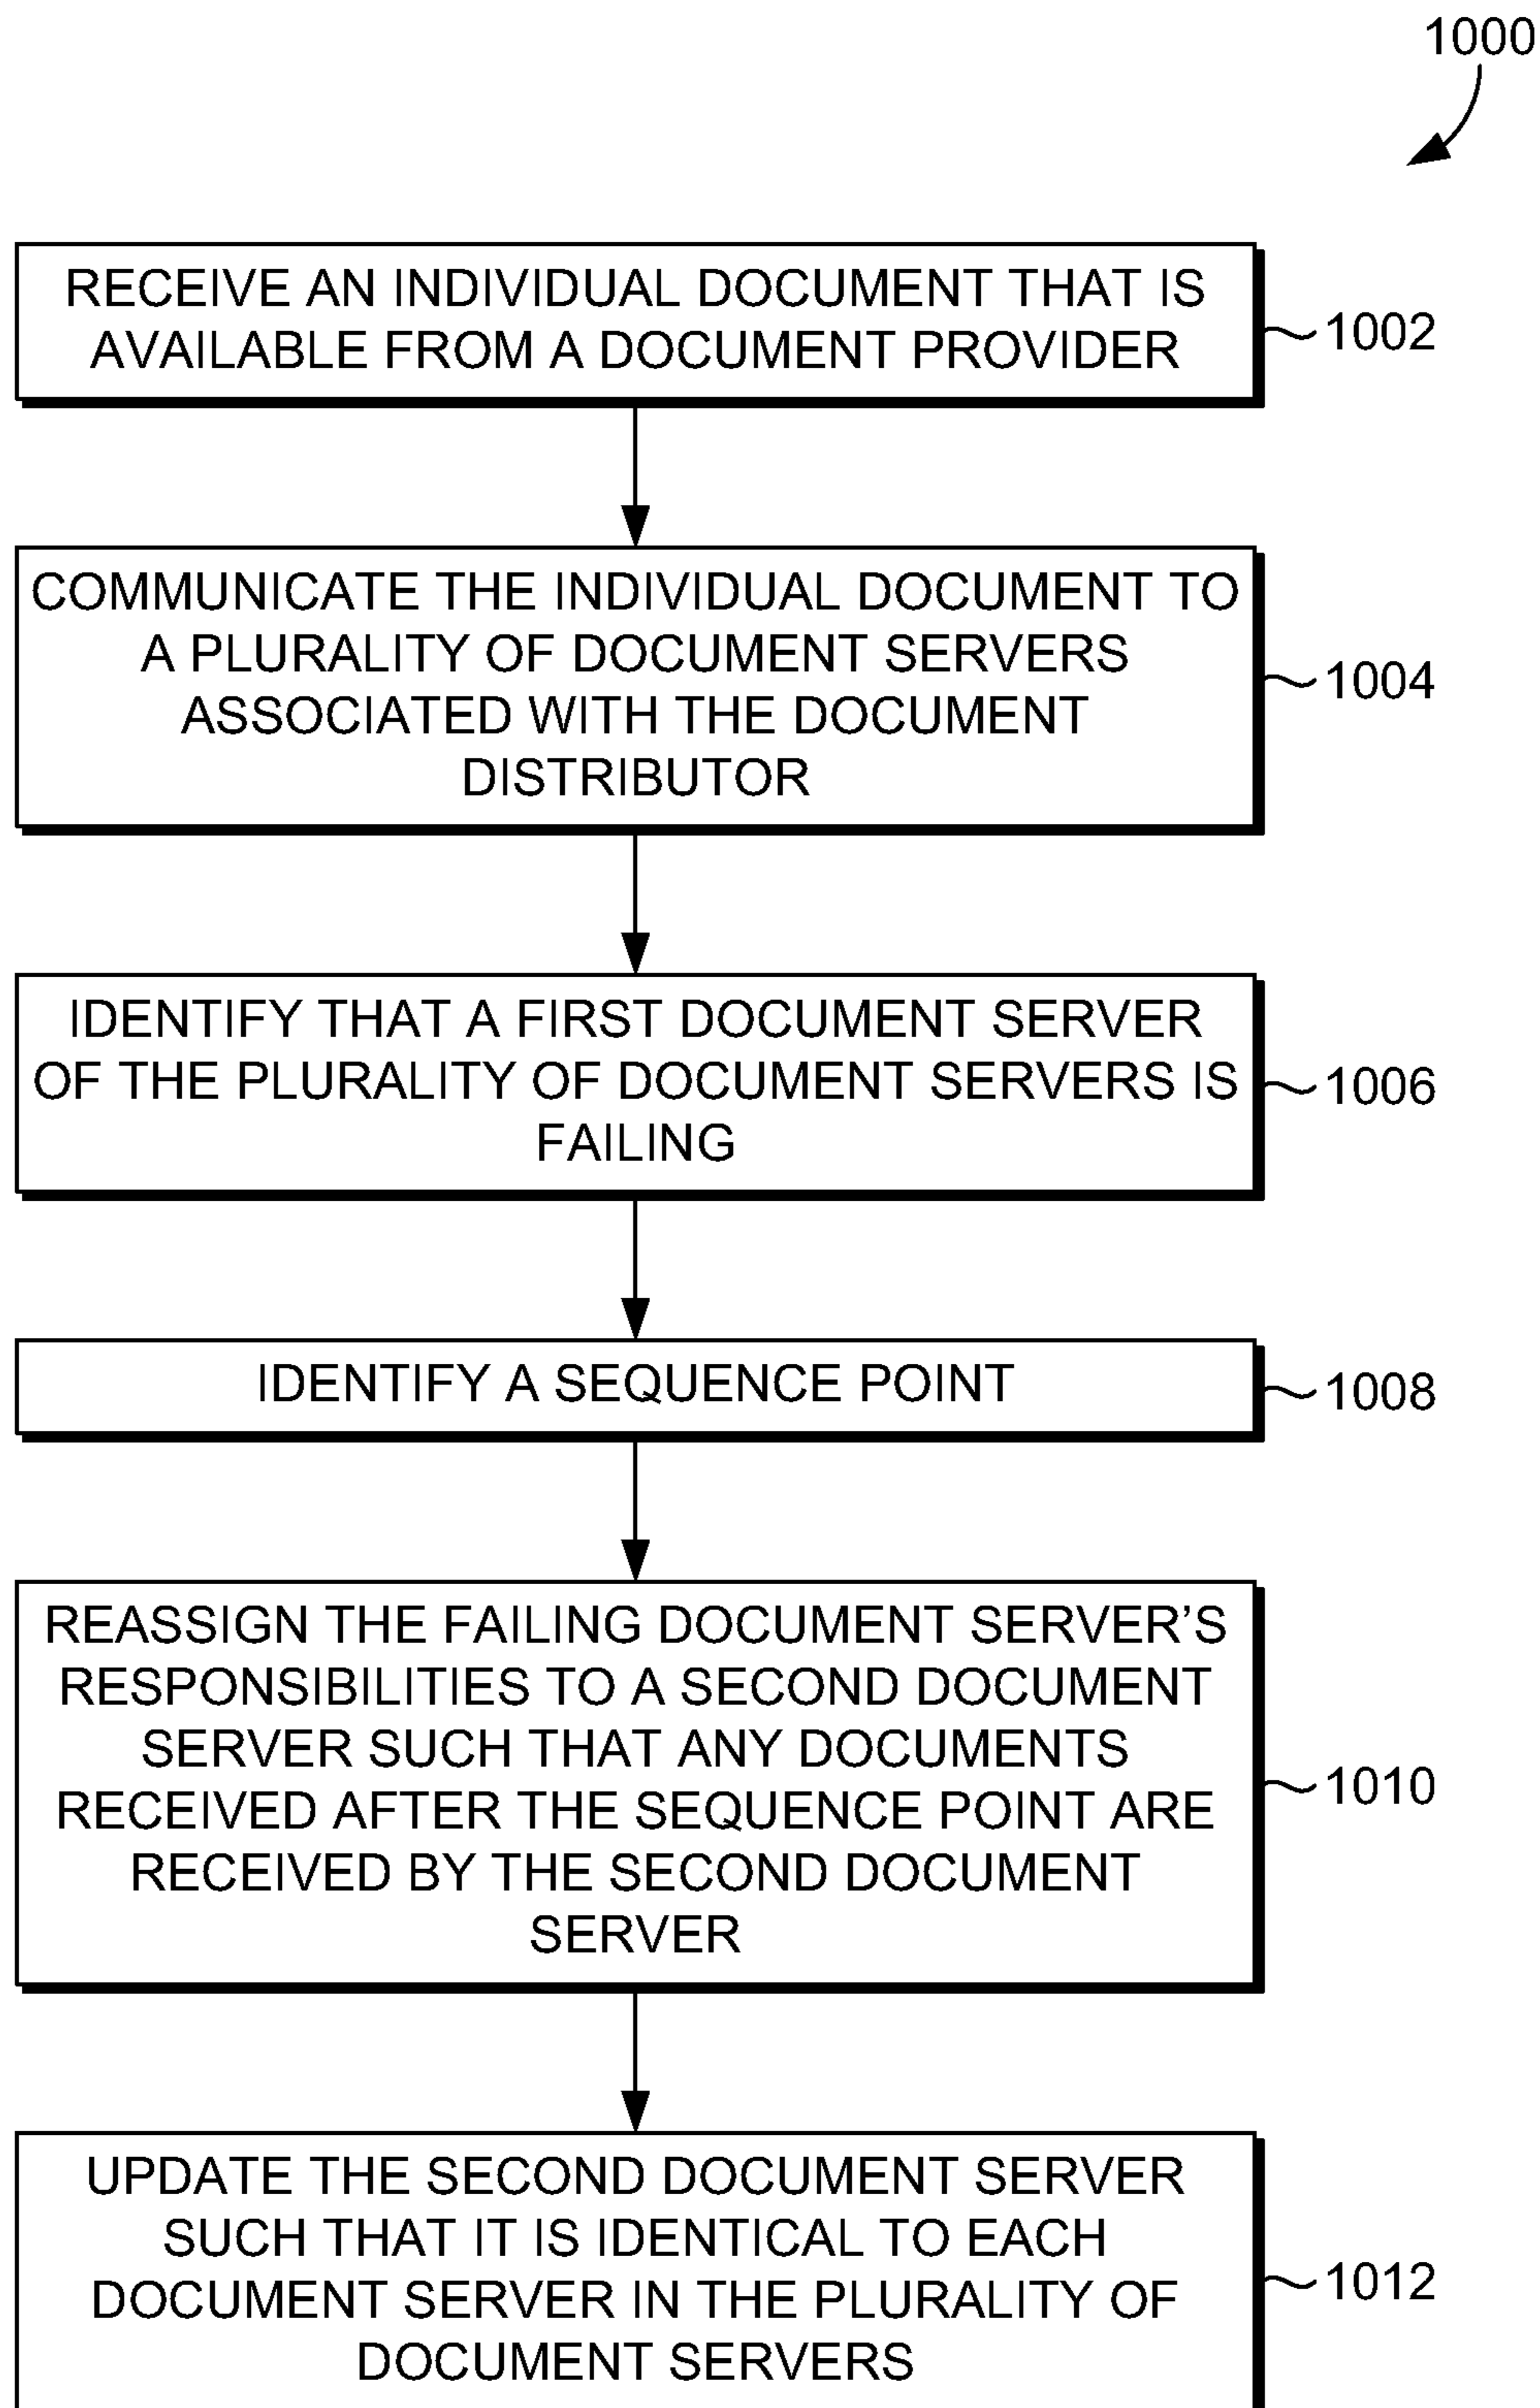 1000
RECEIVE AN INDIVIDUAL DOCUMENT THAT IS
AVAILABLE FROM A DOCUMENT PROVIDER
1002
COMMUNICATE THE INDIVIDUAL DOCUMENT TO
A PLURALITY OF DOCUMENT SERVERS
ASSOCIATED WITH THE DOCUMENT
DISTRIBUTOR
1004
IDENTIFY THAT A FIRST DOCUMENT SERVER
OF THE PLURALITY OF DOCUMENT SERVERS IS
FAILING
1006
IDENTIFY A SEQUENCE POINT
1008
REASSIGN THE FAILING DOCUMENT SERVER’S
RESPONSIBILITIES TO A SECOND DOCUMENT
SERVER SUCH THAT ANY DOCUMENTS
RECEIVED AFTER THE SEQUENCE POINT ARE
RECEIVED BY THE SECOND DOCUMENT
SERVER
1010
UPDATE THE SECOND DOCUMENT SERVER
SUCH THAT IT IS IDENTICAL TO EACH
DOCUMENT SERVER IN THE PLURALITY OF
DOCUMENT SERVERS
1012